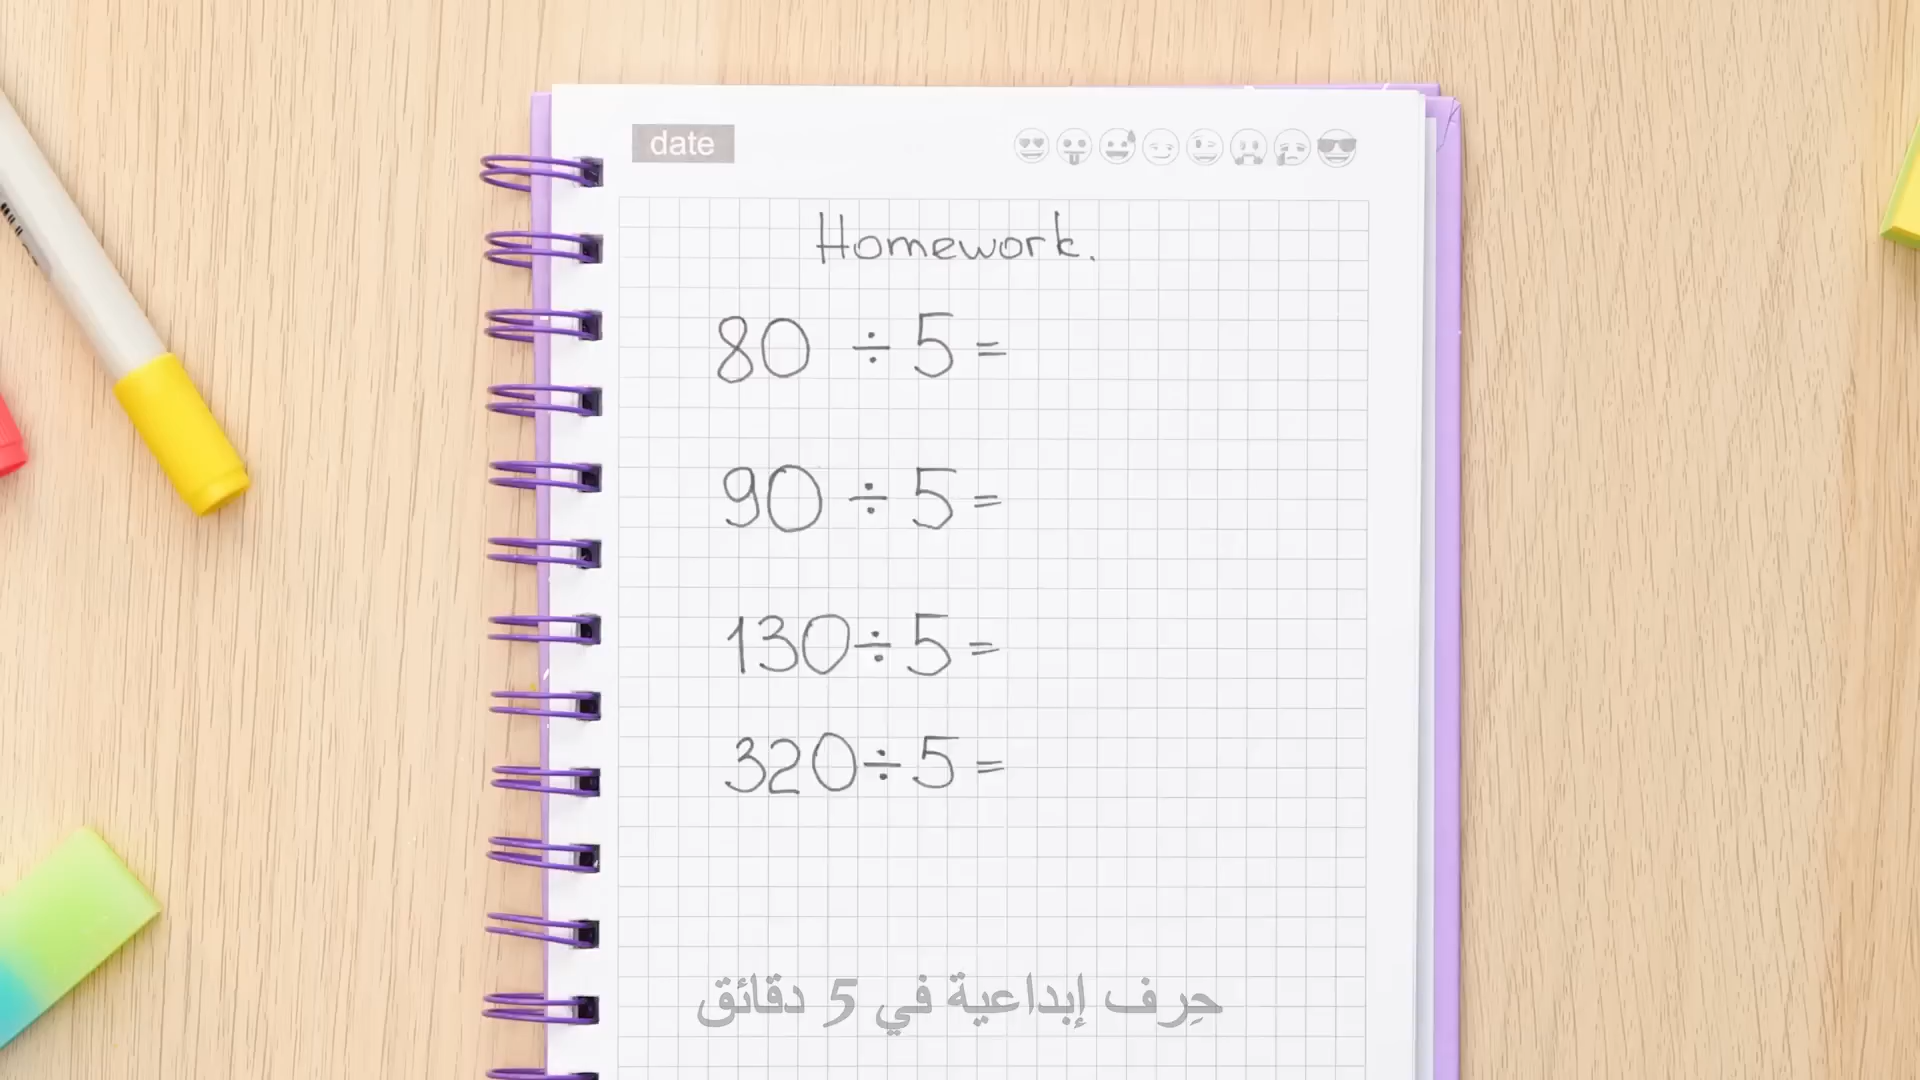 date
Homework.
80 ÷ 5 =
90 ÷ 5 =
130 ÷ 5 =
320 ÷ 5 =
حِرف إبداعية في 5 دقائق